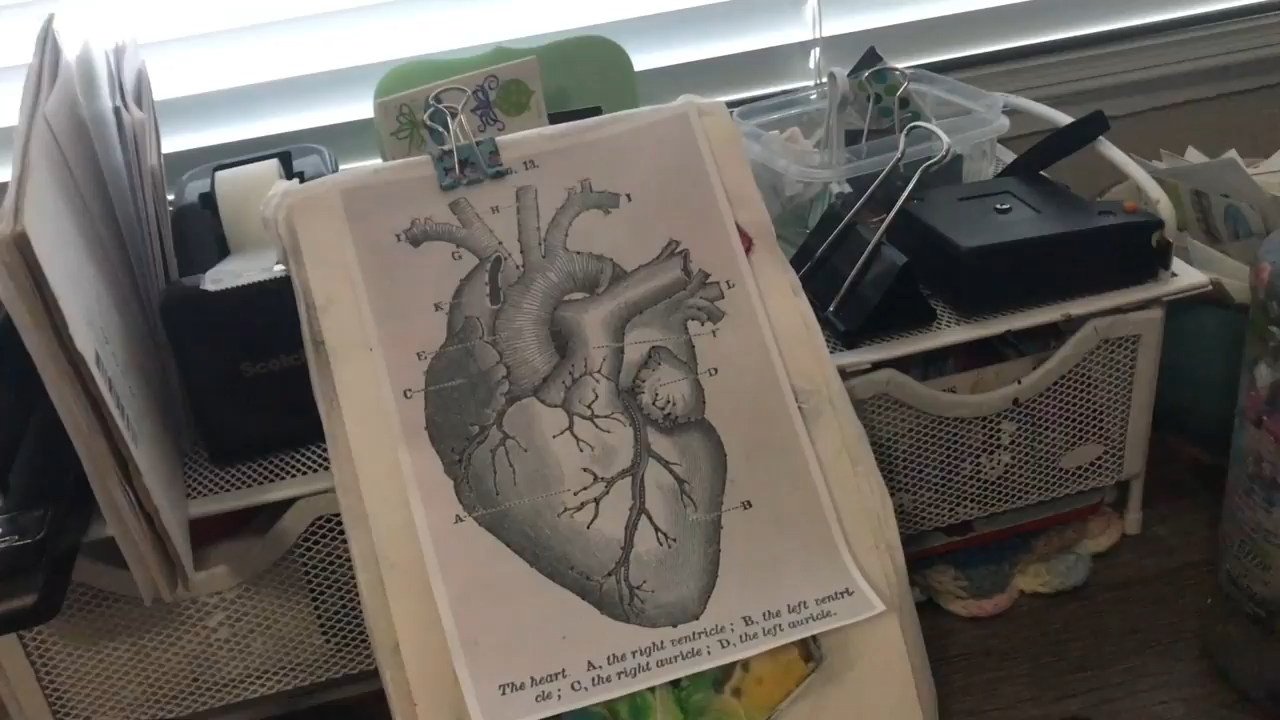 13.
H
I
I
G
K
L
E
F
C
D
A
B
The heart A, the right ventricle; B, the left ventri-
cle; C, the right auricle; D, the left auricle.
Scotch